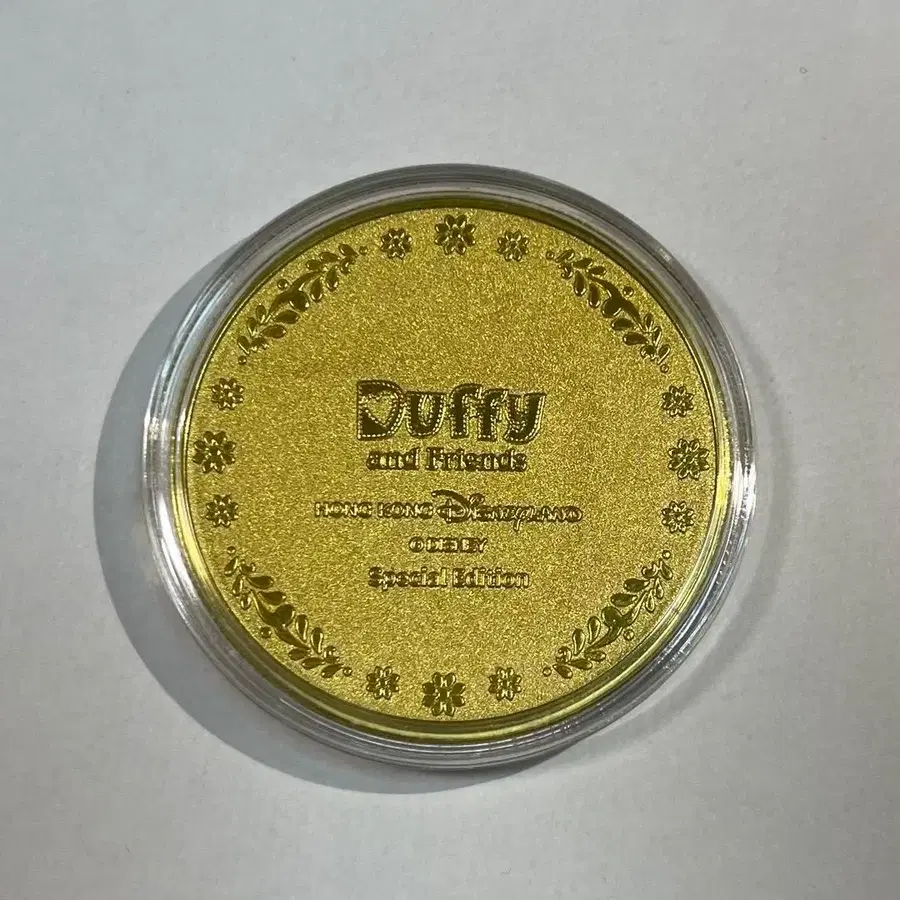 Duffy
and Friends
HONG KONG Disneyland
© DISNEY
Special Edition